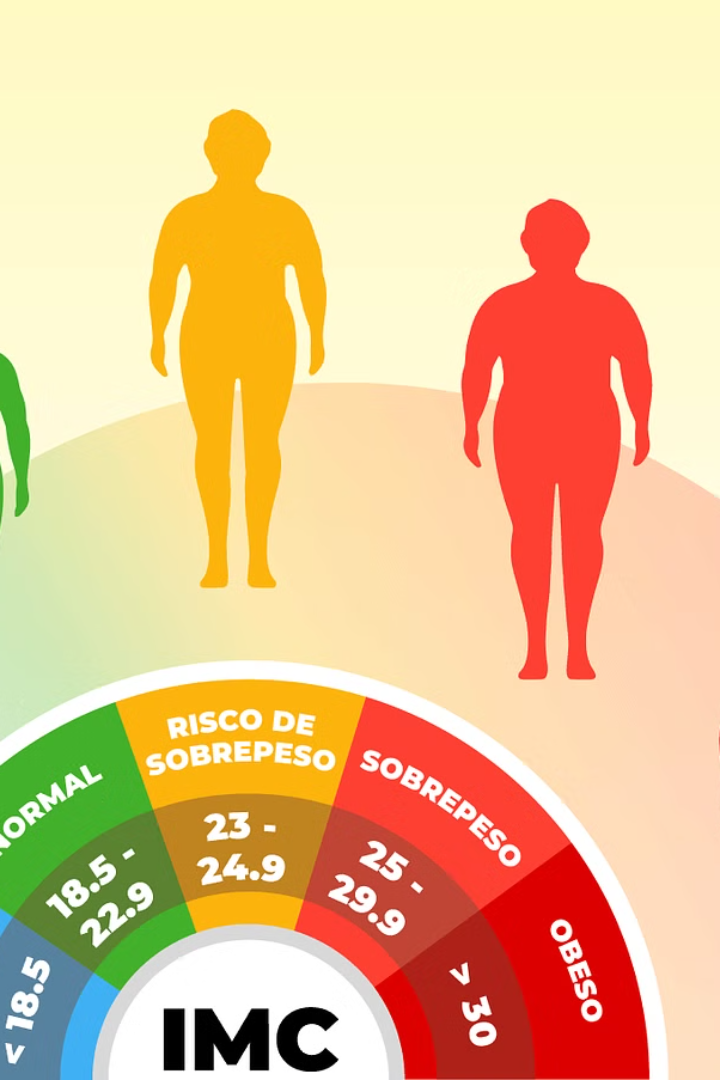 NORMAL
RISCO DE
SOBREPESO
SOBREPESO
OBESO
< 18.5
18.5 -
22.9
23 -
24.9
25 -
29.9
> 30
IMC